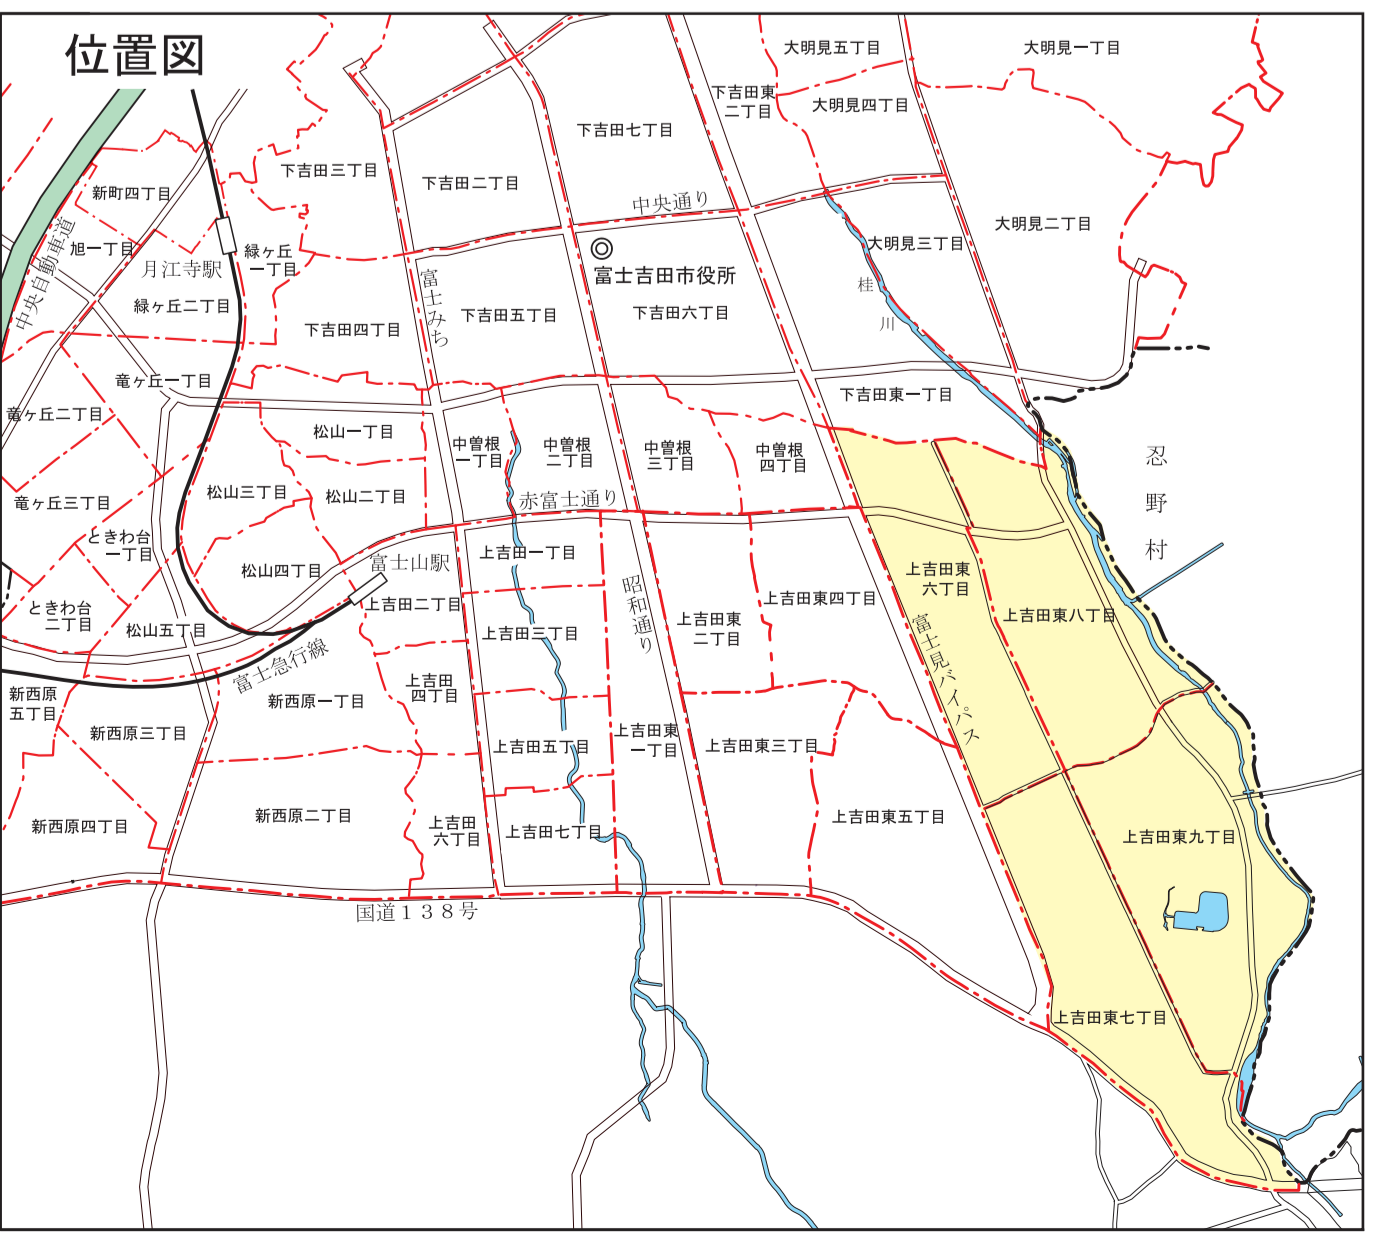 位置図
大明見五丁目
大明見一丁目
下吉田東
二丁目
大明見四丁目
下吉田七丁目
下吉田三丁目
下吉田二丁目
新町四丁目
中央通り
大明見二丁目
大明見三丁目
旭一丁目
月江寺駅
緑ヶ丘
一丁目
富士吉田市役所
中央自動車道
緑ヶ丘二丁目
富士みち
桂
川
下吉田四丁目
下吉田五丁目
下吉田六丁目
竜ヶ丘一丁目
下吉田東一丁目
竜ヶ丘二丁目
松山一丁目
中曽根
一丁目
中曽根
二丁目
中曽根
三丁目
中曽根
四丁目
忍
野
村
竜ヶ丘三丁目
松山三丁目
松山二丁目
赤富士通り
ときわ台
一丁目
富士山駅
上吉田一丁目
松山四丁目
上吉田東
六丁目
ときわ台
二丁目
松山五丁目
上吉田二丁目
昭和通り
上吉田東四丁目
上吉田東
二丁目
上吉田東八丁目
上吉田三丁目
富士見バイパス
富士急行線
新西原
五丁目
新西原一丁目
上吉田
四丁目
新西原三丁目
上吉田五丁目
上吉田東
一丁目
上吉田東三丁目
新西原四丁目
新西原二丁目
上吉田
六丁目
上吉田七丁目
上吉田東五丁目
上吉田東九丁目
国道１３８号
上吉田東七丁目